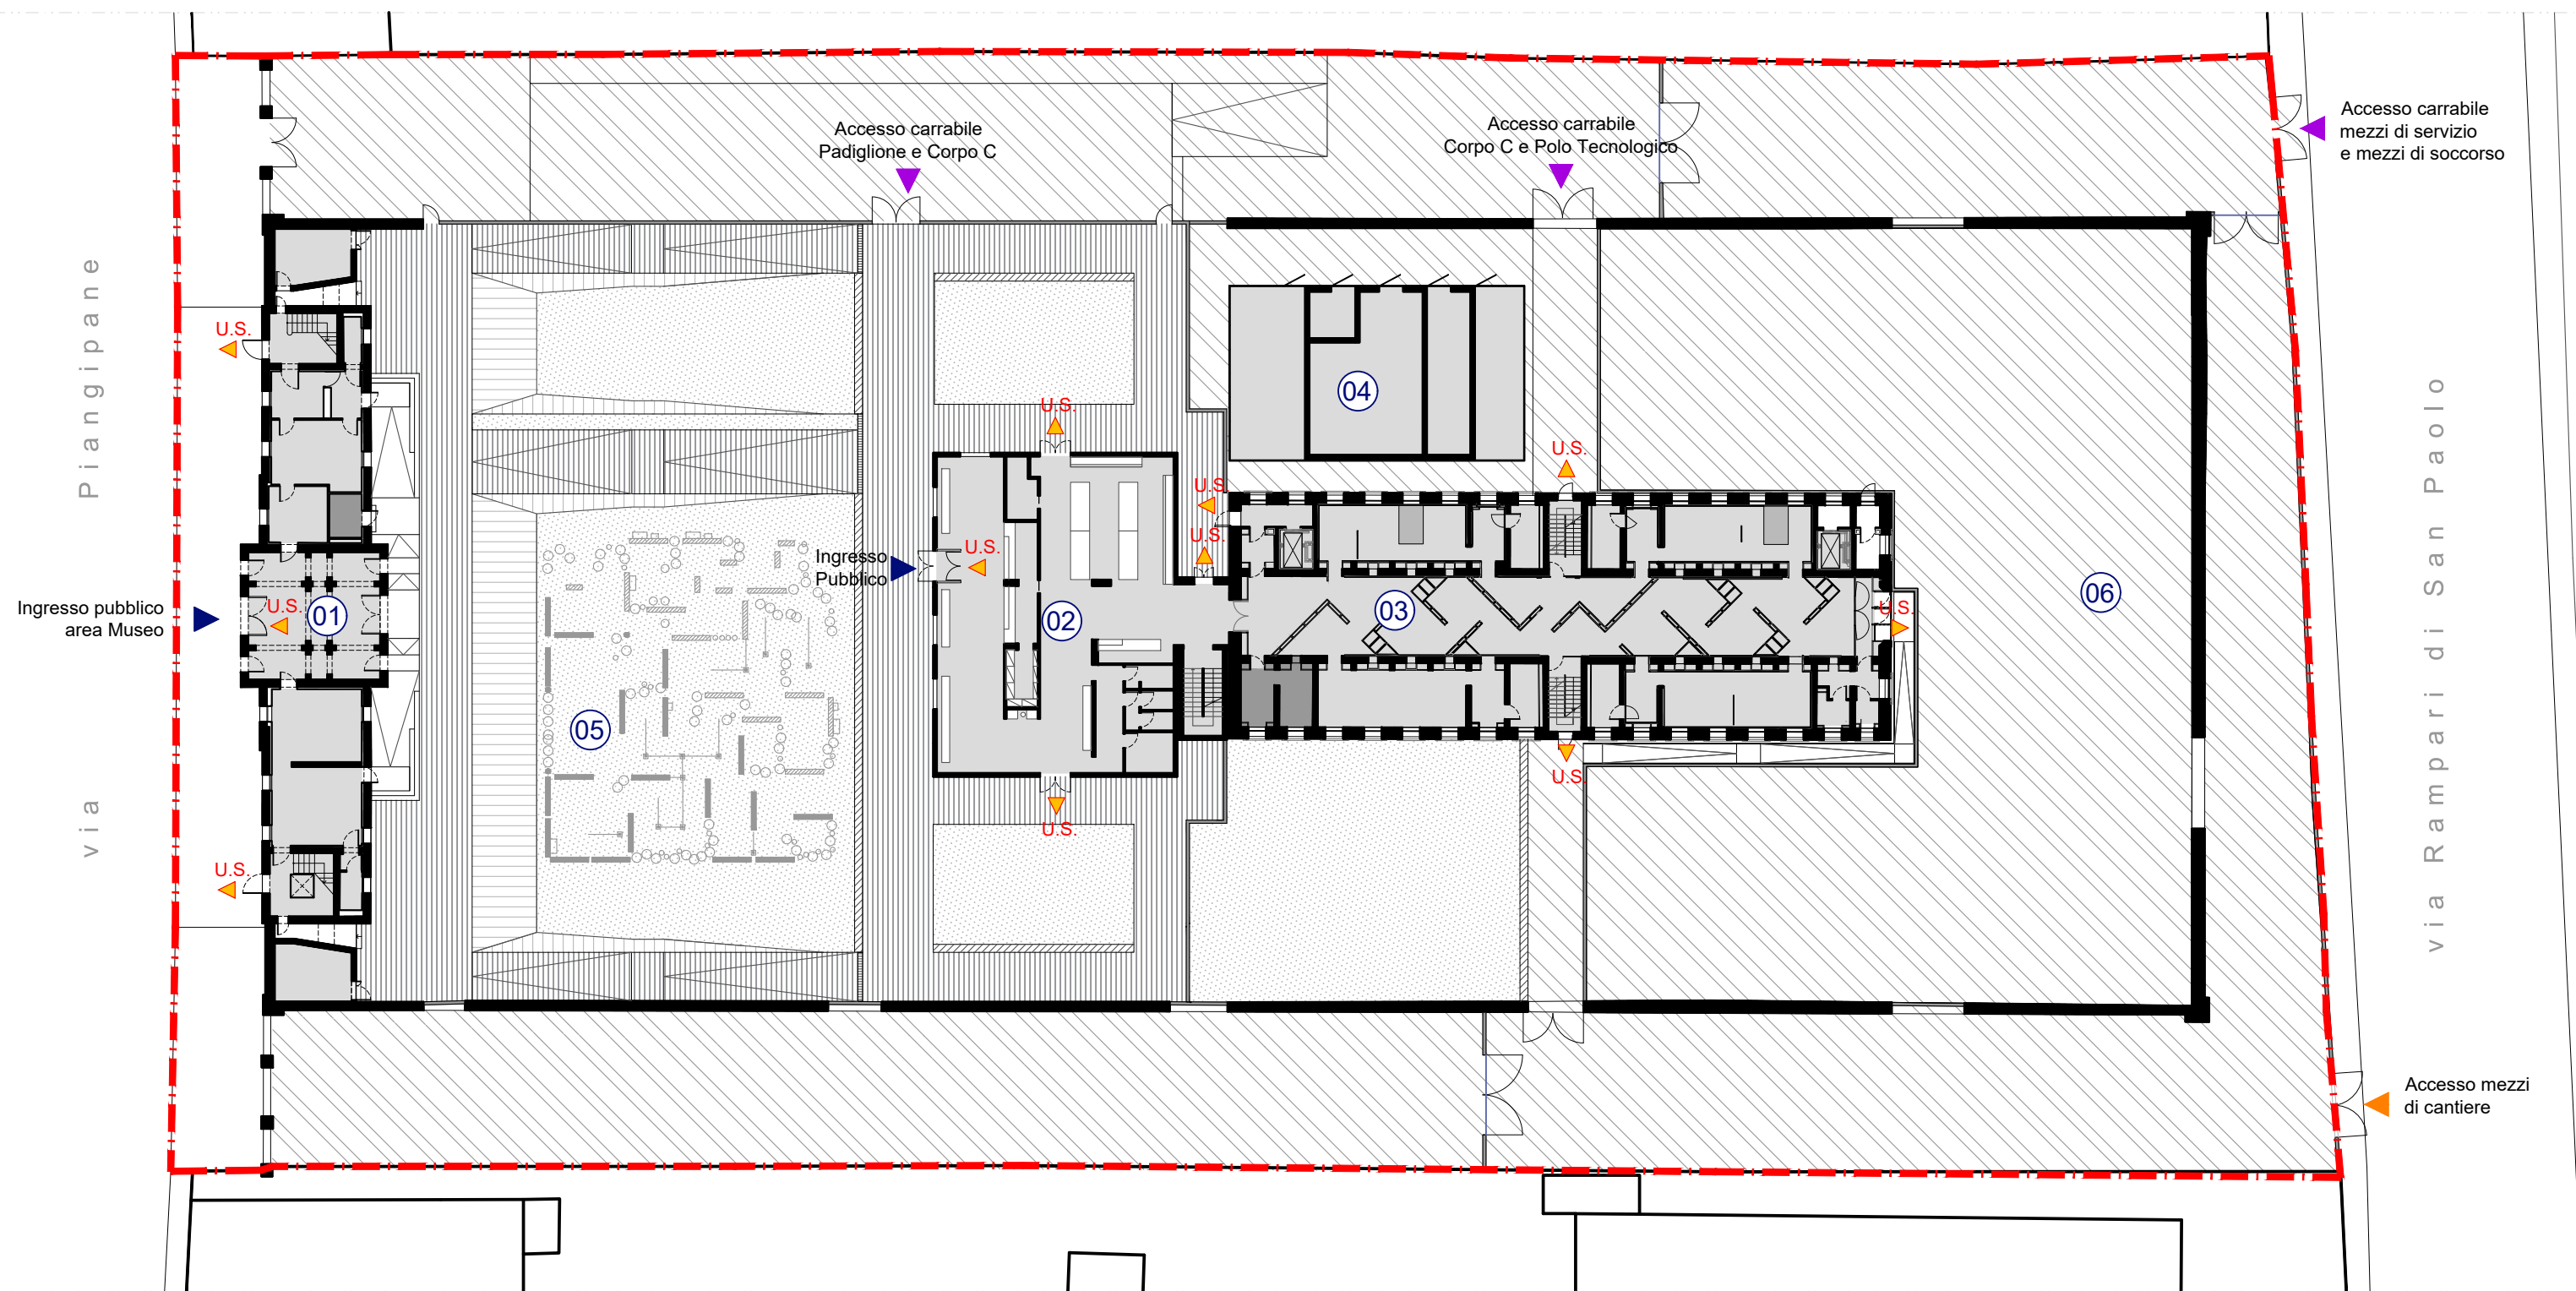 Accesso carrabile
mezzi di servizio
e mezzi di soccorso
Accesso carrabile
Padiglione e Corpo C
Accesso carrabile
Corpo C e Polo Tecnologico
via Piangipane
via Rampari di San Paolo
U.S.
04
U.S.
U.S.
U.S.
U.S.
Ingresso
Pubblico
U.S.
06
Ingresso pubblico
area Museo
U.S.
01
02
03
U.S.
05
U.S.
U.S.
U.S.
Accesso mezzi
di cantiere